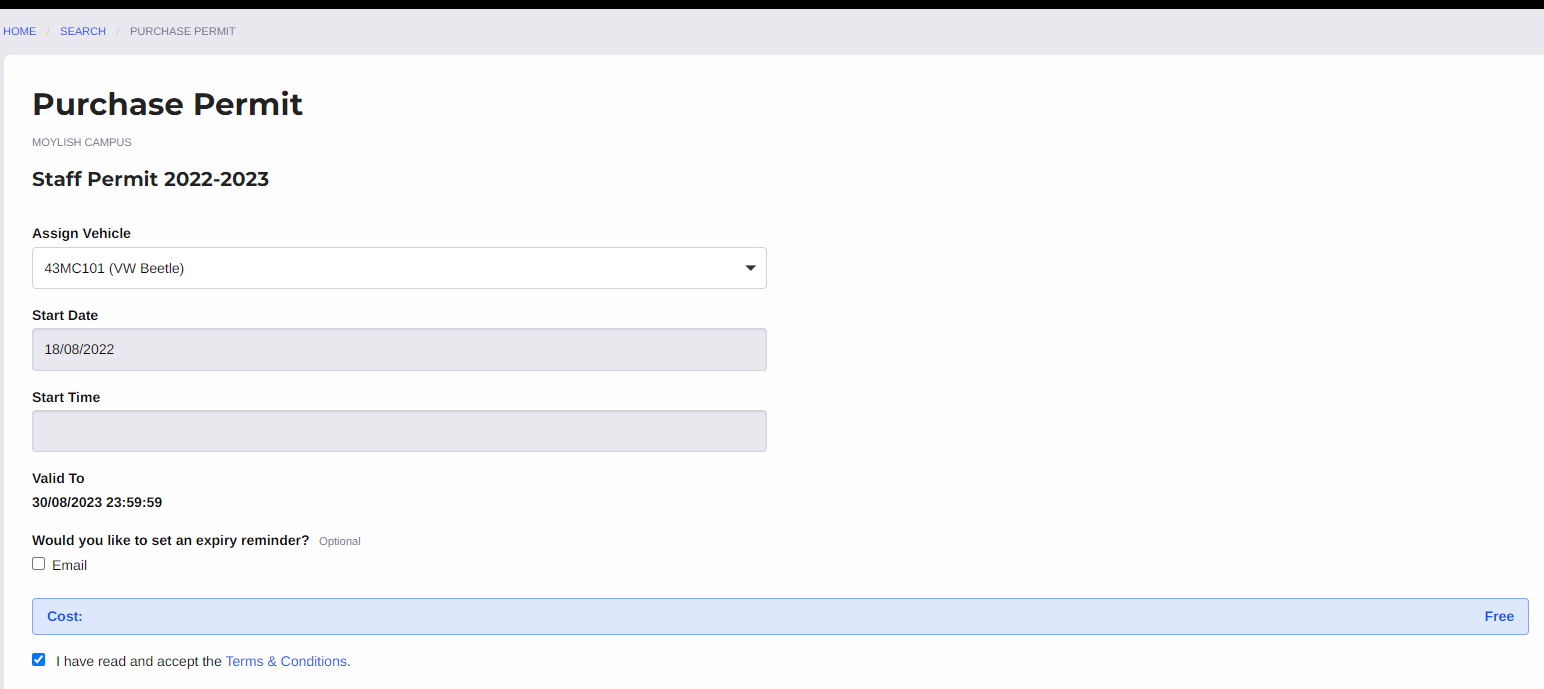 HOME / SEARCH / PURCHASE PERMIT
Purchase Permit
MOYLISH CAMPUS
Staff Permit 2022-2023
Assign Vehicle
43MC101 (VW Beetle)
Start Date
18/08/2022
Start Time
Valid To
30/08/2023 23:59:59
Would you like to set an expiry reminder? Optional
Email
Cost: Free
I have read and accept the Terms & Conditions.